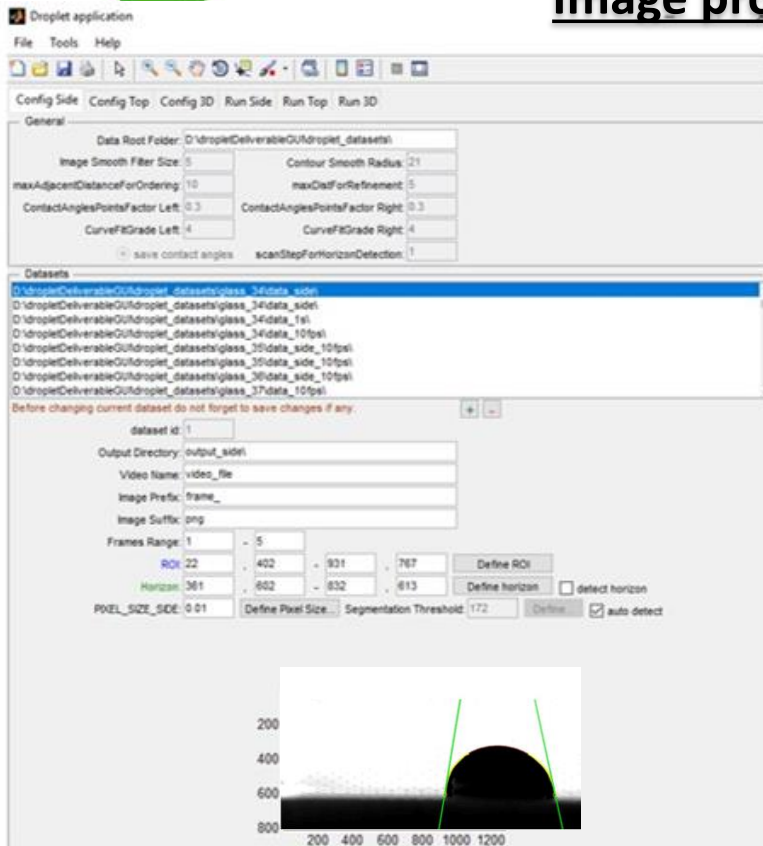 Image pro
Droplet application
File Tools Help
Config Side Config Top Config 3D Run Side Run Top Run 3D
General
Data Root Folder: D:\dropletDeliverableGUI\droplet_datasets\
Image Smooth Filter Size: 5 Contour Smooth Radius: 21
maxAdjacentDistanceForOrdering: 10 maxDistForRefinement: 5
ContactAnglesPointsFactor Left: 0.3 ContactAnglesPointsFactor Right: 0.3
CurveFitGrade Left: 4 CurveFitGrade Right: 4
save contact angles scanStepForHorizonDetection: 1
Datasets
D:\dropletDeliverableGUI\droplet_datasets\glass_34\data_side\
D:\dropletDeliverableGUI\droplet_datasets\glass_34\data_side\
D:\dropletDeliverableGUI\droplet_datasets\glass_34\data_1s\
D:\dropletDeliverableGUI\droplet_datasets\glass_34\data_10fps\
D:\dropletDeliverableGUI\droplet_datasets\glass_35\data_side_10fps\
D:\dropletDeliverableGUI\droplet_datasets\glass_35\data_side_10fps\
D:\dropletDeliverableGUI\droplet_datasets\glass_36\data_side_10fps\
D:\dropletDeliverableGUI\droplet_datasets\glass_37\data_10fps\
Before changing current dataset do not forget to save changes if any. + -
dataset id: 1
Output Directory: output_side\
Video Name: video_file
Image Prefix: frame_
Image Suffix: png
Frames Range: 1 - 5
ROI: 22 , 402 - 931 , 767 Define ROI
Horizon: 361 , 602 - 832 , 613 Define horizon detect horizon
PIXEL_SIZE_SIDE: 0.01 Define Pixel Size... Segmentation Threshold: 172 Define... auto detect
200
400
600
800
200 400 600 800 1000 1200